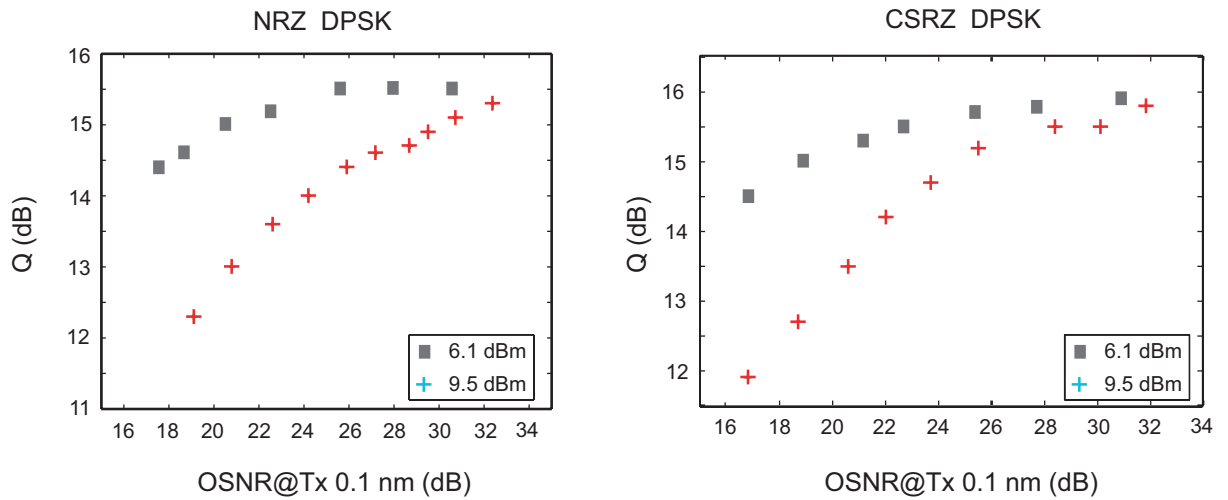 NRZ DPSK
16
15
14
13
12
11
Q (dB)
6.1 dBm
9.5 dBm
16 18 20 22 24 26 28 30 32 34
OSNR@Tx 0.1 nm (dB)
CSRZ DPSK
16
15
14
13
12
Q (dB)
6.1 dBm
9.5 dBm
16 18 20 22 24 26 28 30 32 34
OSNR@Tx 0.1 nm (dB)